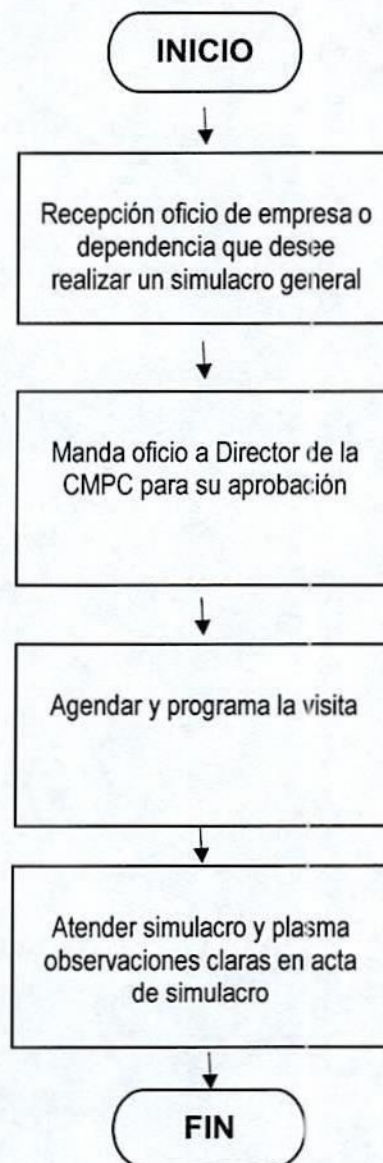 INICIO
Recepción oficio de empresa o
dependencia que desee
realizar un simulacro general
Manda oficio a Director de la
CMPC para su aprobación
Agendar y programa la visita
Atender simulacro y plasma
observaciones claras en acta
de simulacro
FIN